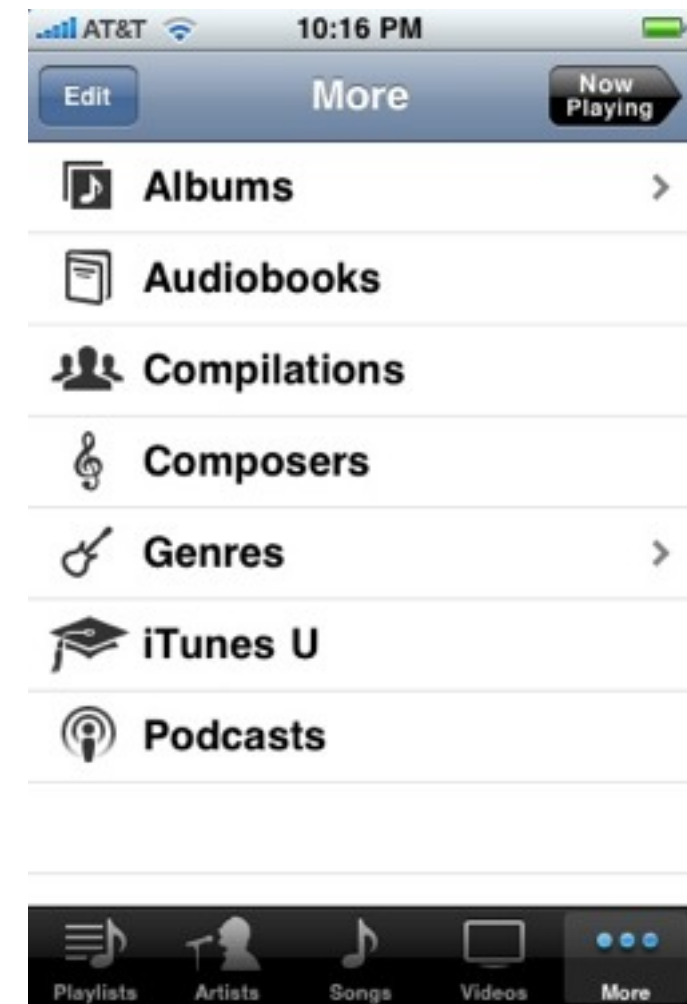 AT&T 10:16 PM
Edit More Now Playing
Albums
Audiobooks
Compilations
Composers
Genres
iTunes U
Podcasts
Playlists Artists Songs Videos More